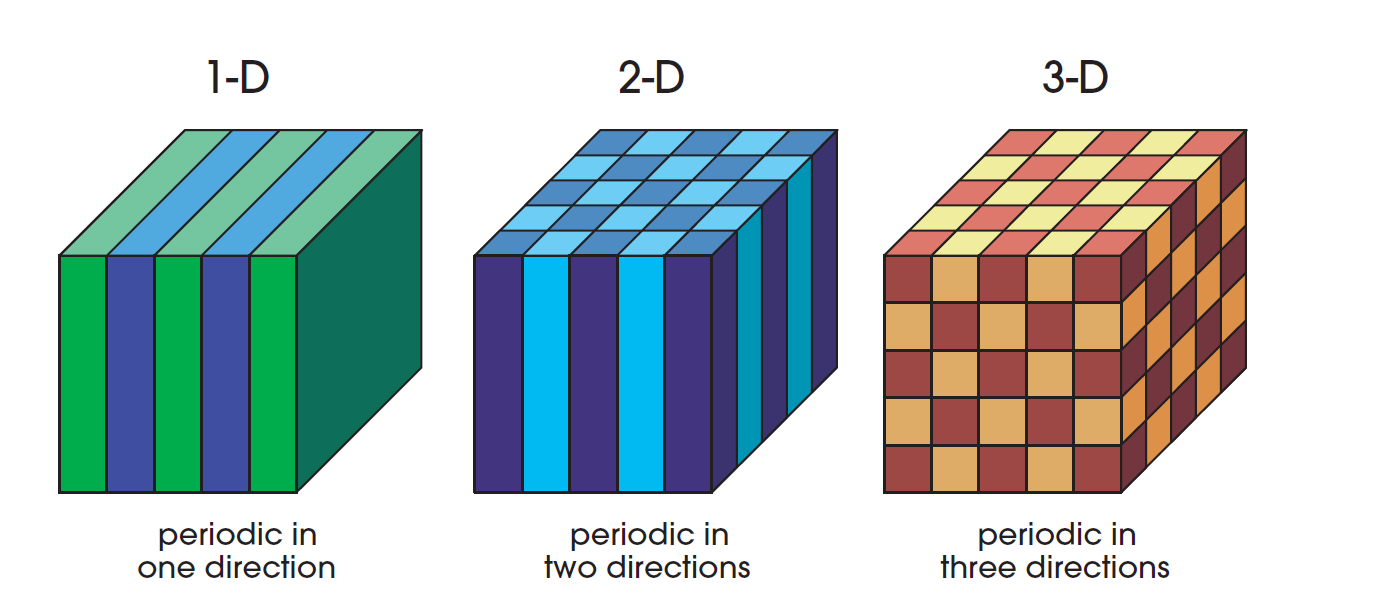 1-D
2-D
3-D
periodic in
one direction
periodic in
two directions
periodic in
three directions